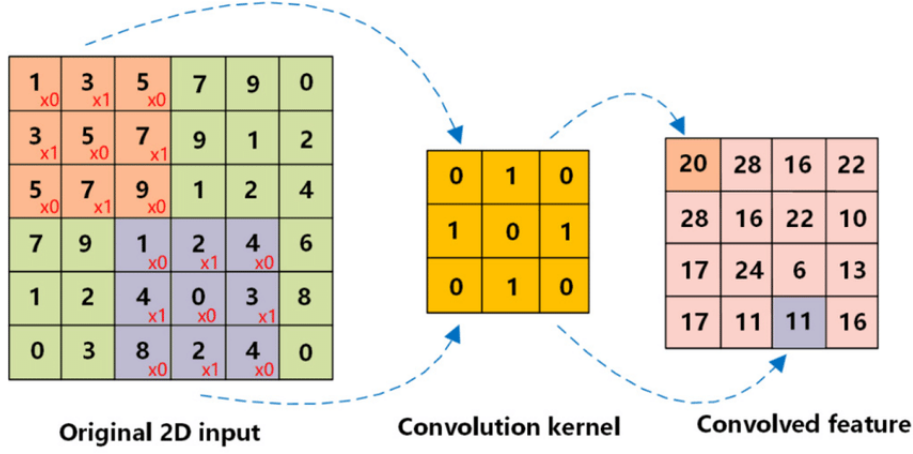 1 x0 3 x1 5 x0 7 9 0
3 x1 5 x0 7 x1 9 1 2
5 x0 7 x1 9 x0 1 2 4
7 9 1 x0 2 x1 4 x0 6
1 2 4 x1 0 x0 3 x1 8
0 3 8 x0 2 x1 4 x0 0
Original 2D input
0 1 0
1 0 1
0 1 0
Convolution kernel
20 28 16 22
28 16 22 10
17 24 6 13
17 11 11 16
Convolved feature